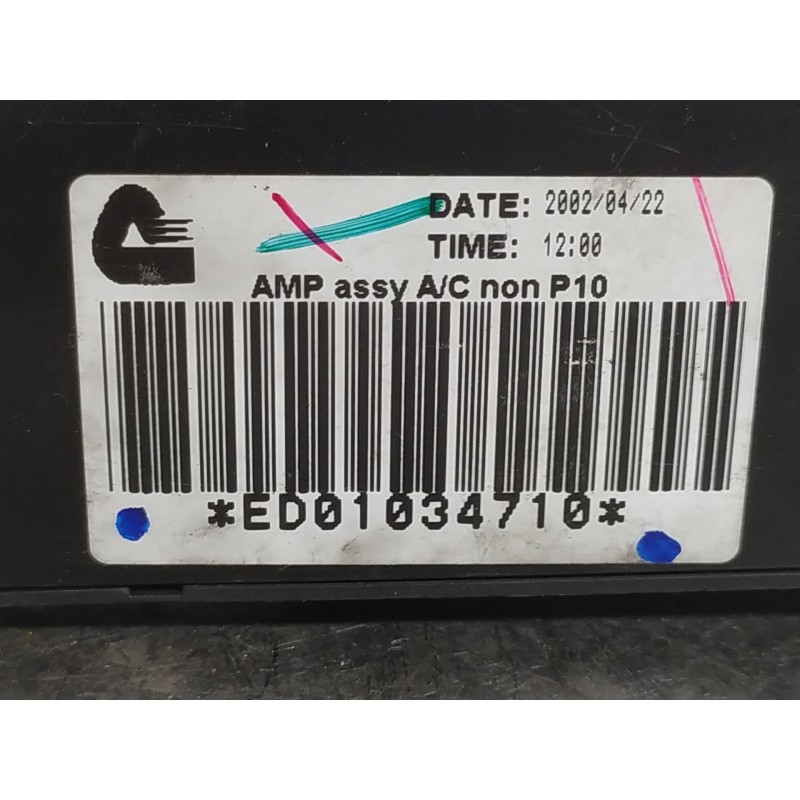 DATE: 2002/04/22
TIME: 12:00
AMP assy A/C non P10
*ED01034710*